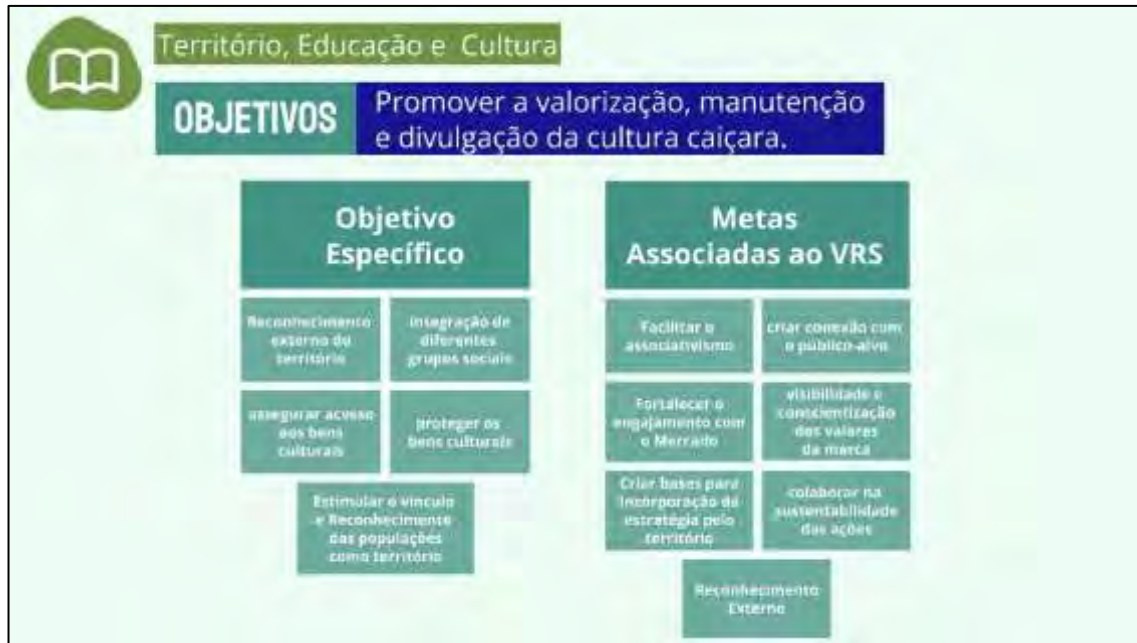 Território, Educação e Cultura
OBJETIVOS
Promover a valorização, manutenção
e divulgação da cultura caiçara.
Objetivo
Específico
Reconhecimento
externo do
território
integração de
diferentes
grupos sociais
assegurar acesso
aos bens
culturais
proteger os
bens culturais
Estimular o vínculo
e Reconhecimento
das populações
como território
Metas
Associadas ao VRS
Facilitar o
associativismo
criar conexão com
o público-alvo
Fortalecer o
engajamento com
o Mercado
visibilidade e
conscientização
dos valores
da marca
Criar bases para
incorporação da
estratégia pelo
território
colaborar na
sustentabilidade
das ações
Reconhecimento
Externo